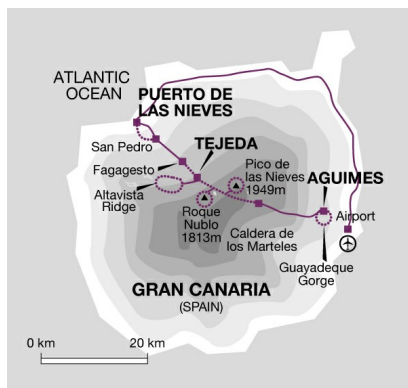 ATLANTIC
OCEAN
PUERTO DE
LAS NIEVES
San Pedro
TEJEDA
Fagagesto
Pico de
las Nieves
1949m
Altavista
Ridge
AGUIMES
Roque
Nublo
1813m
Airport
Caldera de
los Marteles
Guayadeque
Gorge
GRAN CANARIA
(SPAIN)
0 km
20 km